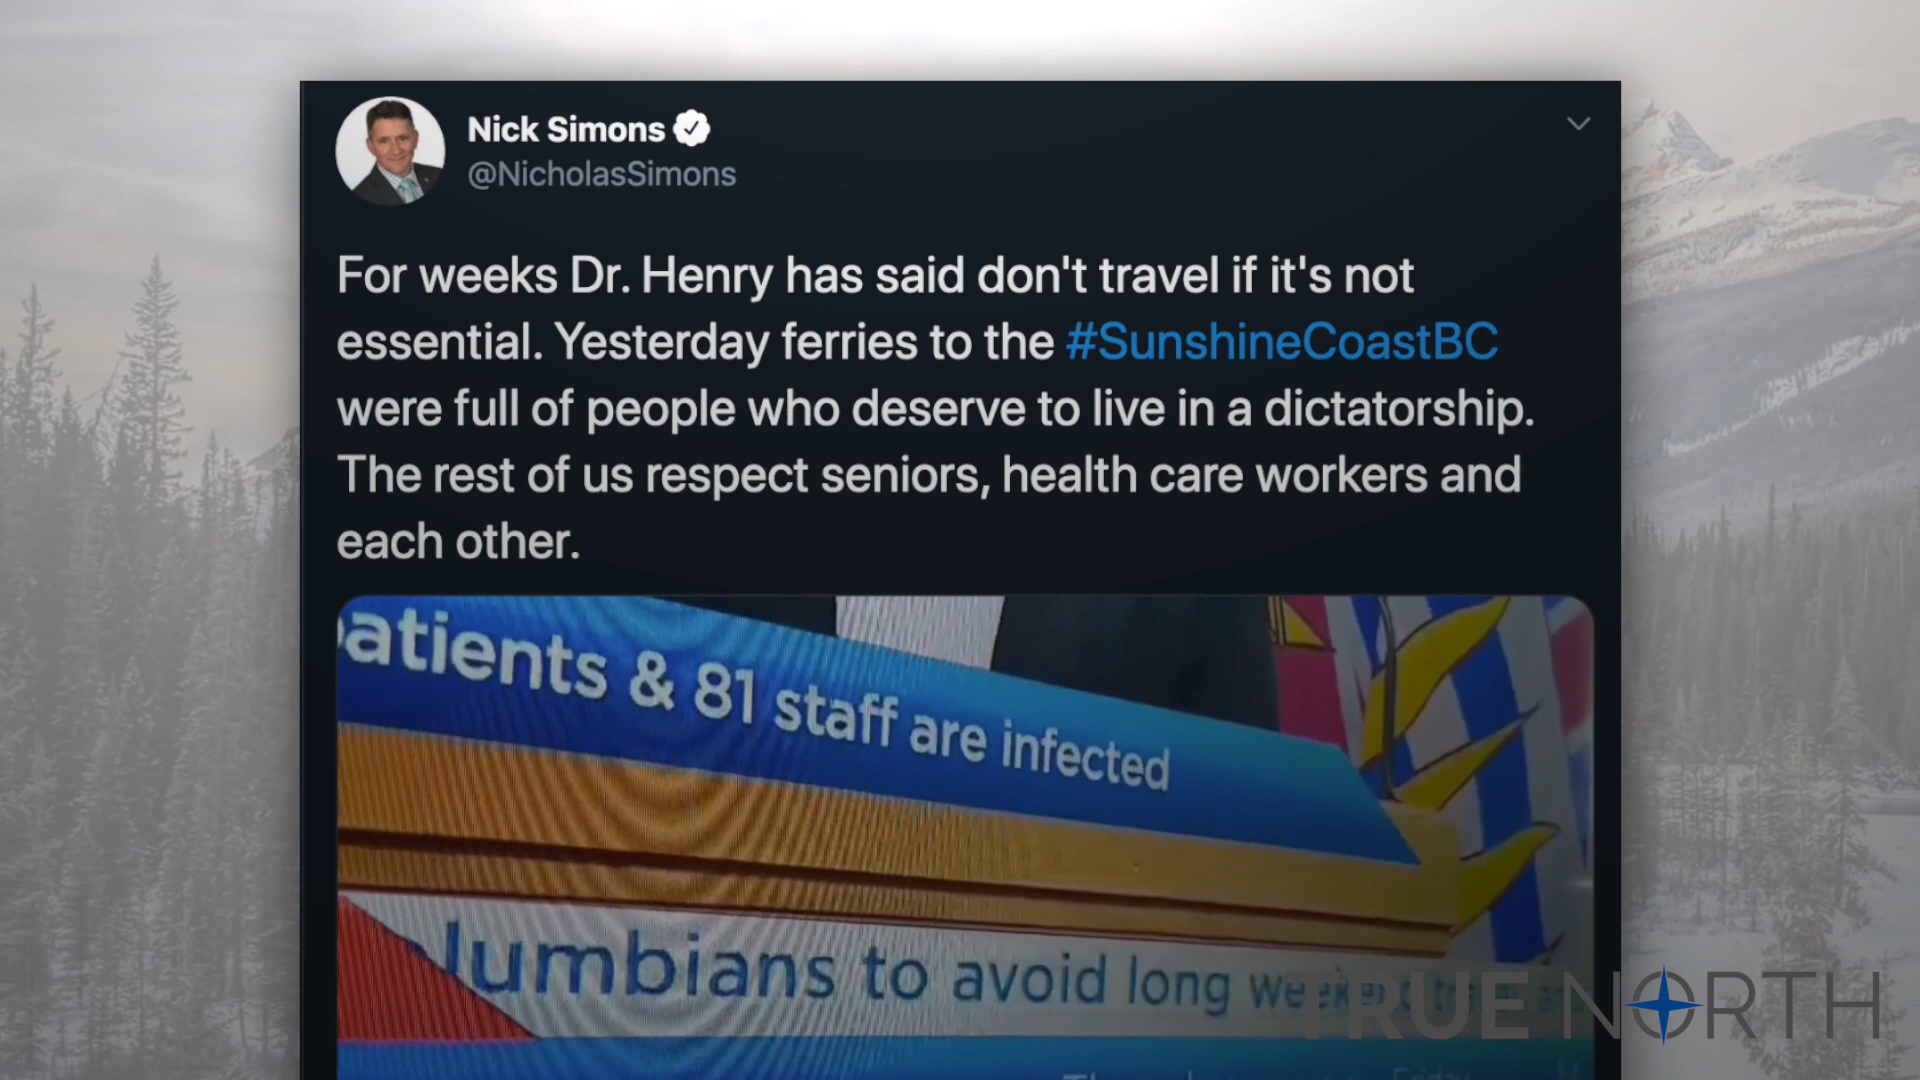 Nick Simons
@NicholasSimons
For weeks Dr. Henry has said don't travel if it's not
essential. Yesterday ferries to the #SunshineCoastBC
were full of people who deserve to live in a dictatorship.
The rest of us respect seniors, health care workers and
each other.
atients & 81 staff are infected
lumbians to avoid long
TRUE NORTH
Friday